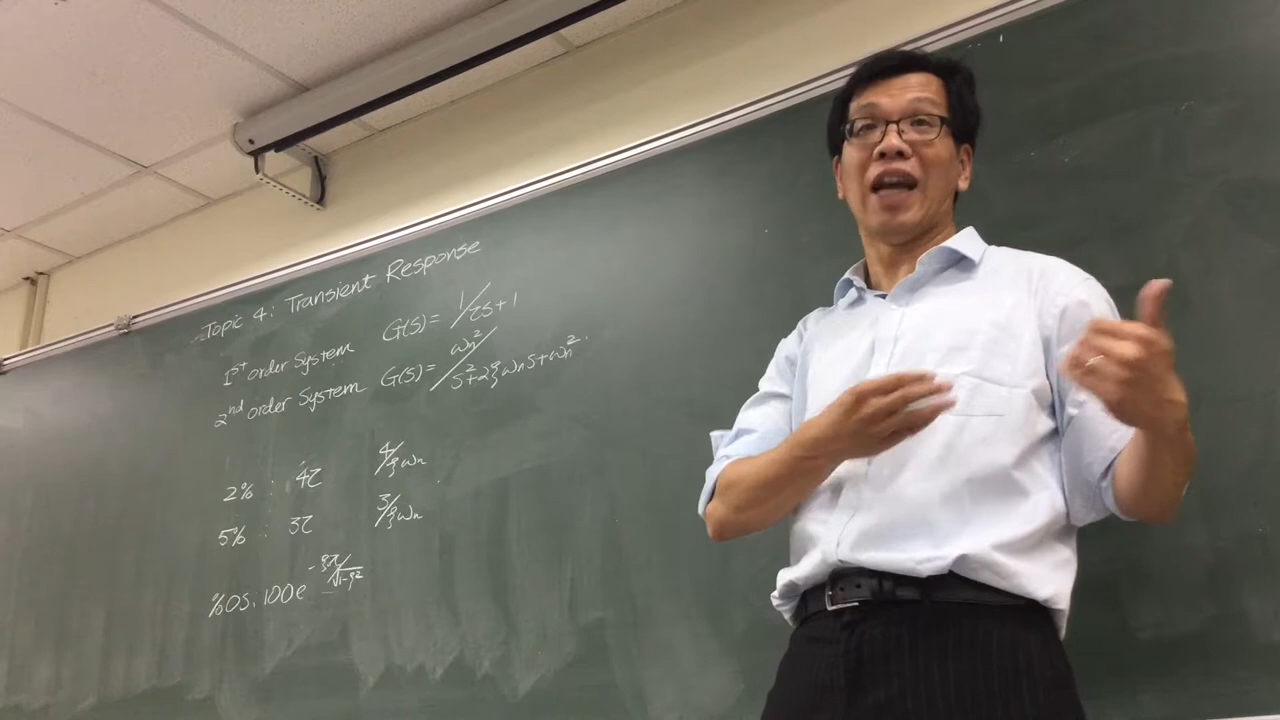 Topic 4: Transient Response
1st order System G(S)= 1/τS+1
2nd order System G(S)= ωn²/S²+2ξωnS+ωn²
2% : 4τ 4/ξωn
5% : 3τ 3/ξωn
%OS. 100e^-ξπ/√1-ξ²